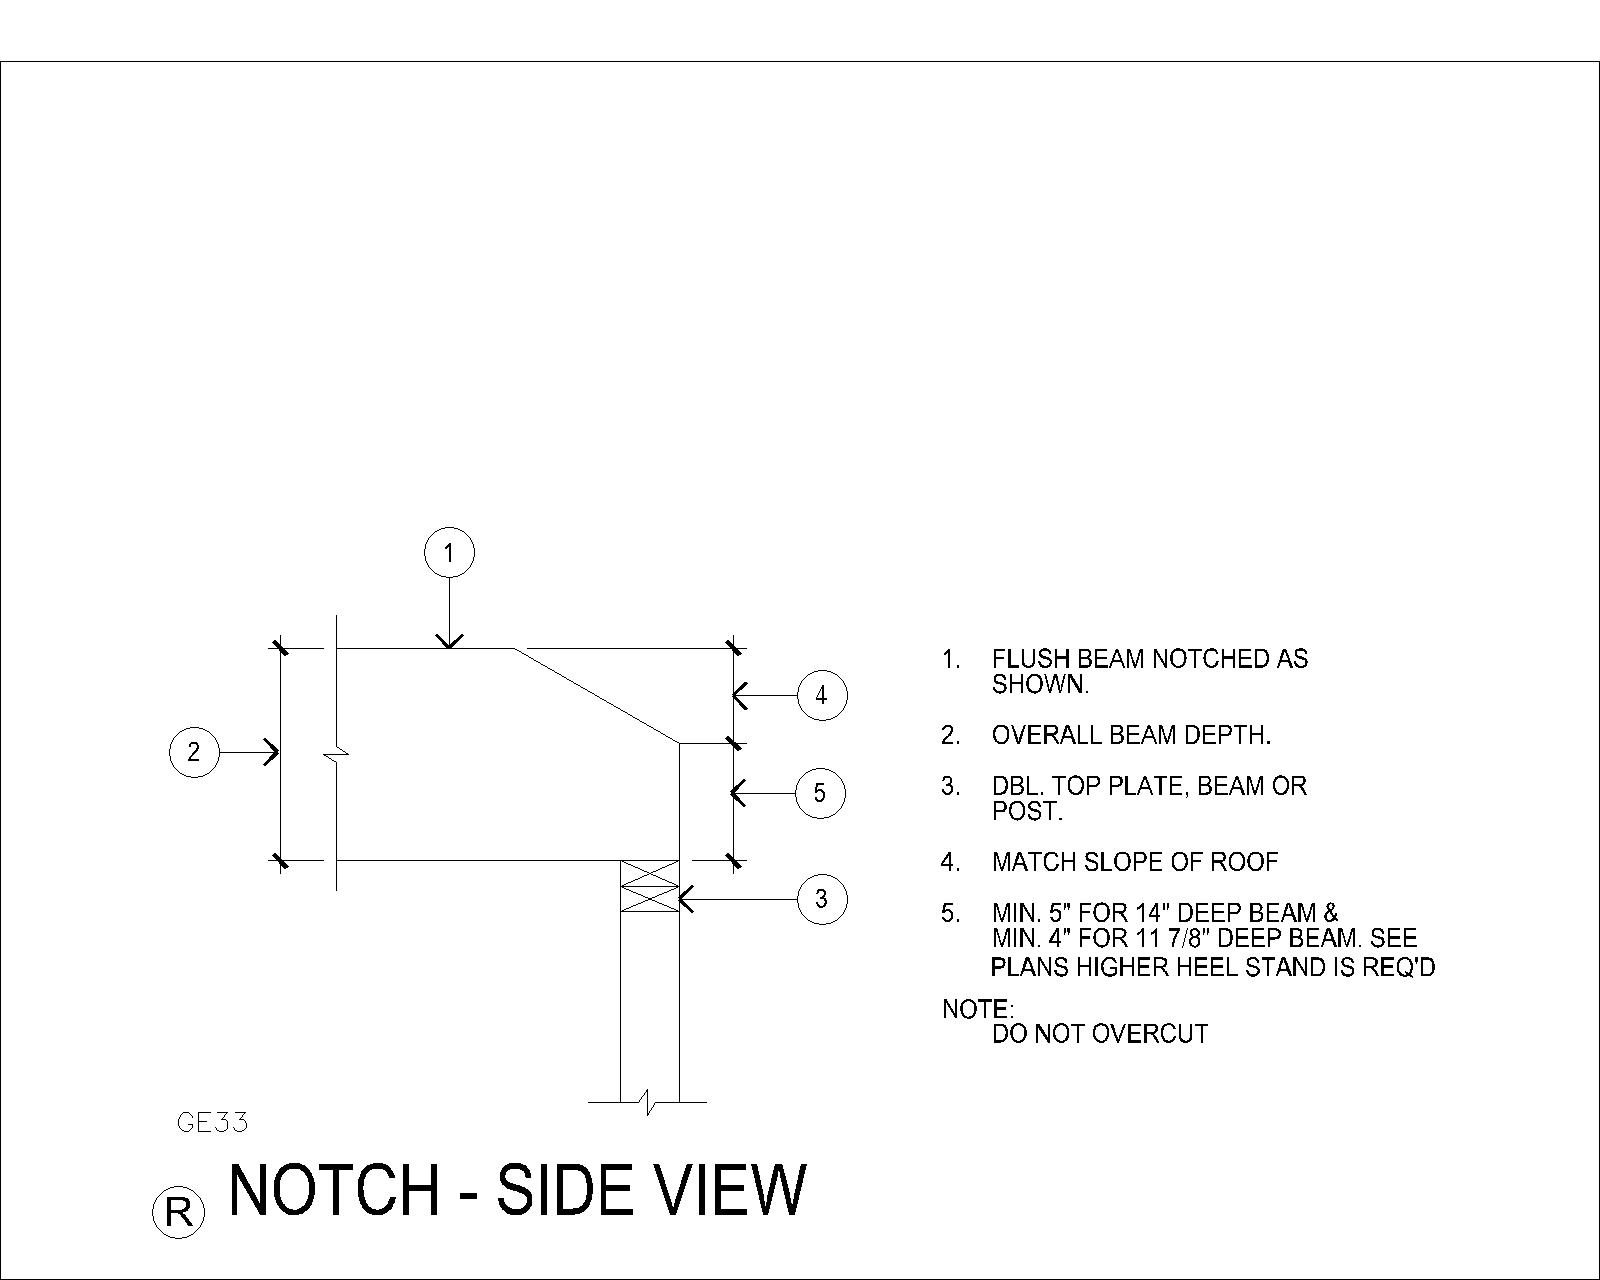 1
2
4
5
3
1. FLUSH BEAM NOTCHED AS
SHOWN.
2. OVERALL BEAM DEPTH.
3. DBL. TOP PLATE, BEAM OR
POST.
4. MATCH SLOPE OF ROOF
5. MIN. 5" FOR 14" DEEP BEAM &
MIN. 4" FOR 11 7/8" DEEP BEAM. SEE
PLANS HIGHER HEEL STAND IS REQ'D
NOTE:
DO NOT OVERCUT
GE33
R NOTCH - SIDE VIEW